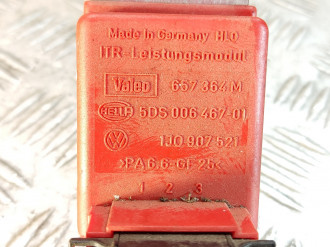 Made in Germany HLO
ITR-Leistungsmodul
Valeo 657 364 M
HELLA 5DS 006 467-01
1J0 907 521
>PA 6.6-GF 25<
1 2 3